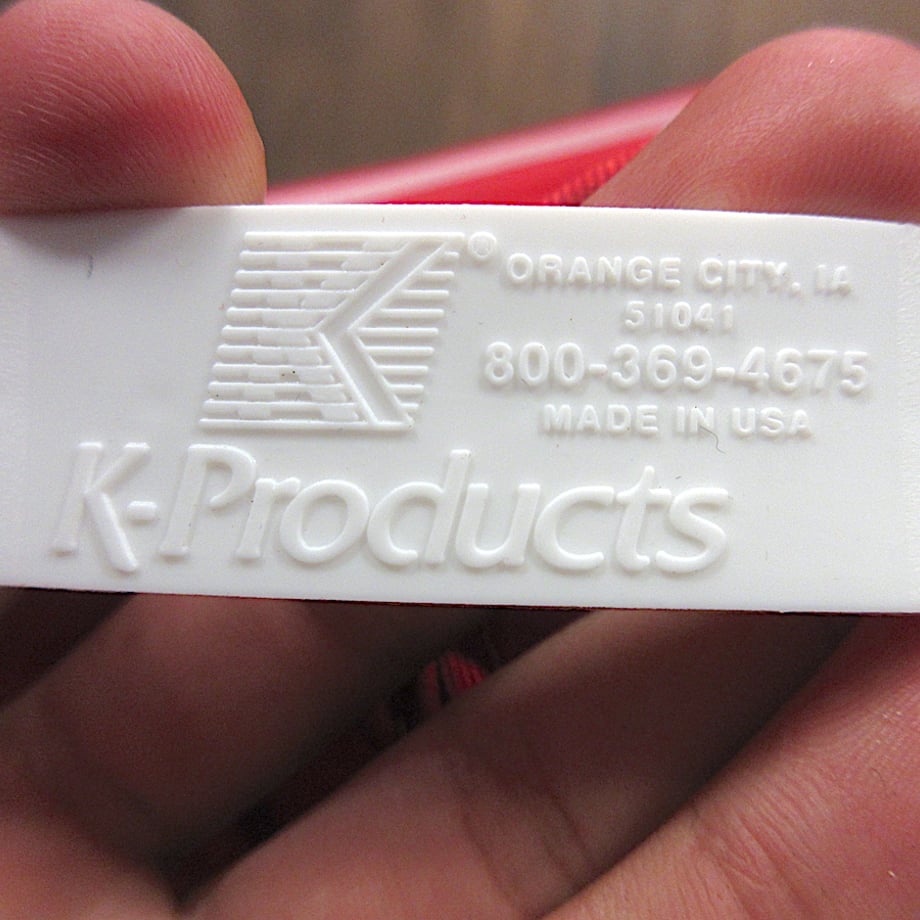 K®
ORANGE CITY, IA
51041
800-369-4675
MADE IN USA
K-Products